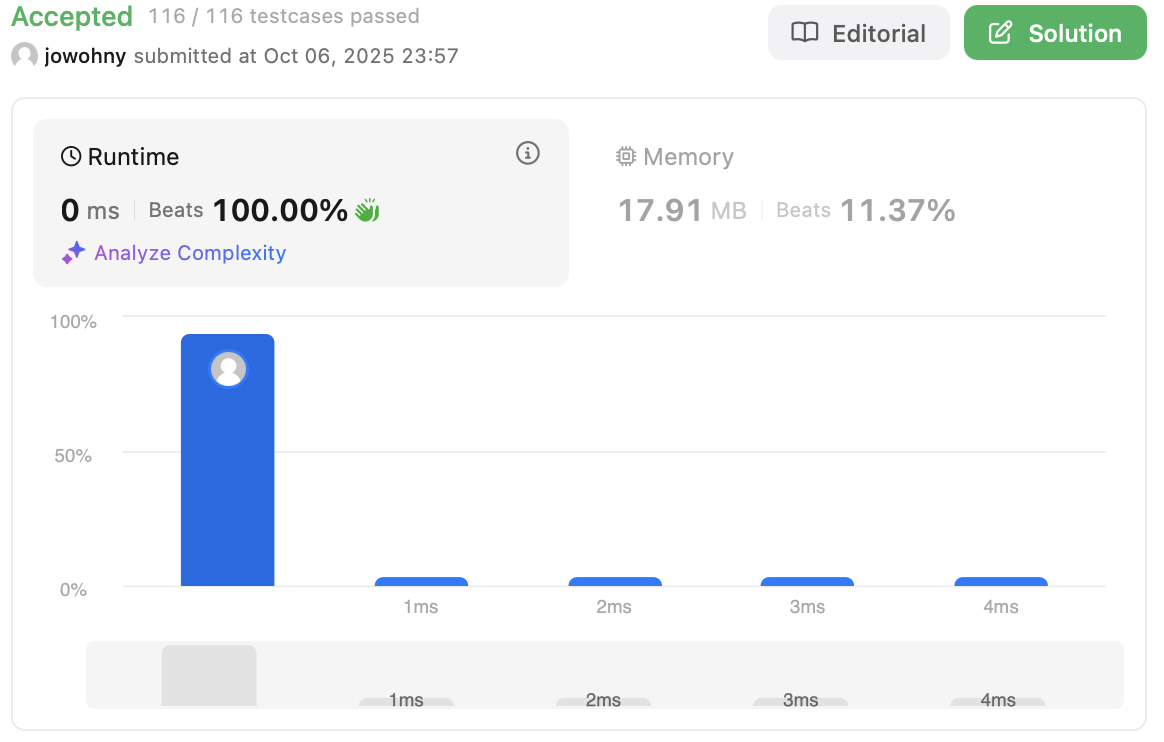 Accepted 116 / 116 testcases passed
Editorial
Solution
jowohny submitted at Oct 06, 2025 23:57
Runtime
0 ms Beats 100.00%
Analyze Complexity
Memory
17.91 MB Beats 11.37%
100%
50%
0%
1ms 2ms 3ms 4ms
1ms 2ms 3ms 4ms